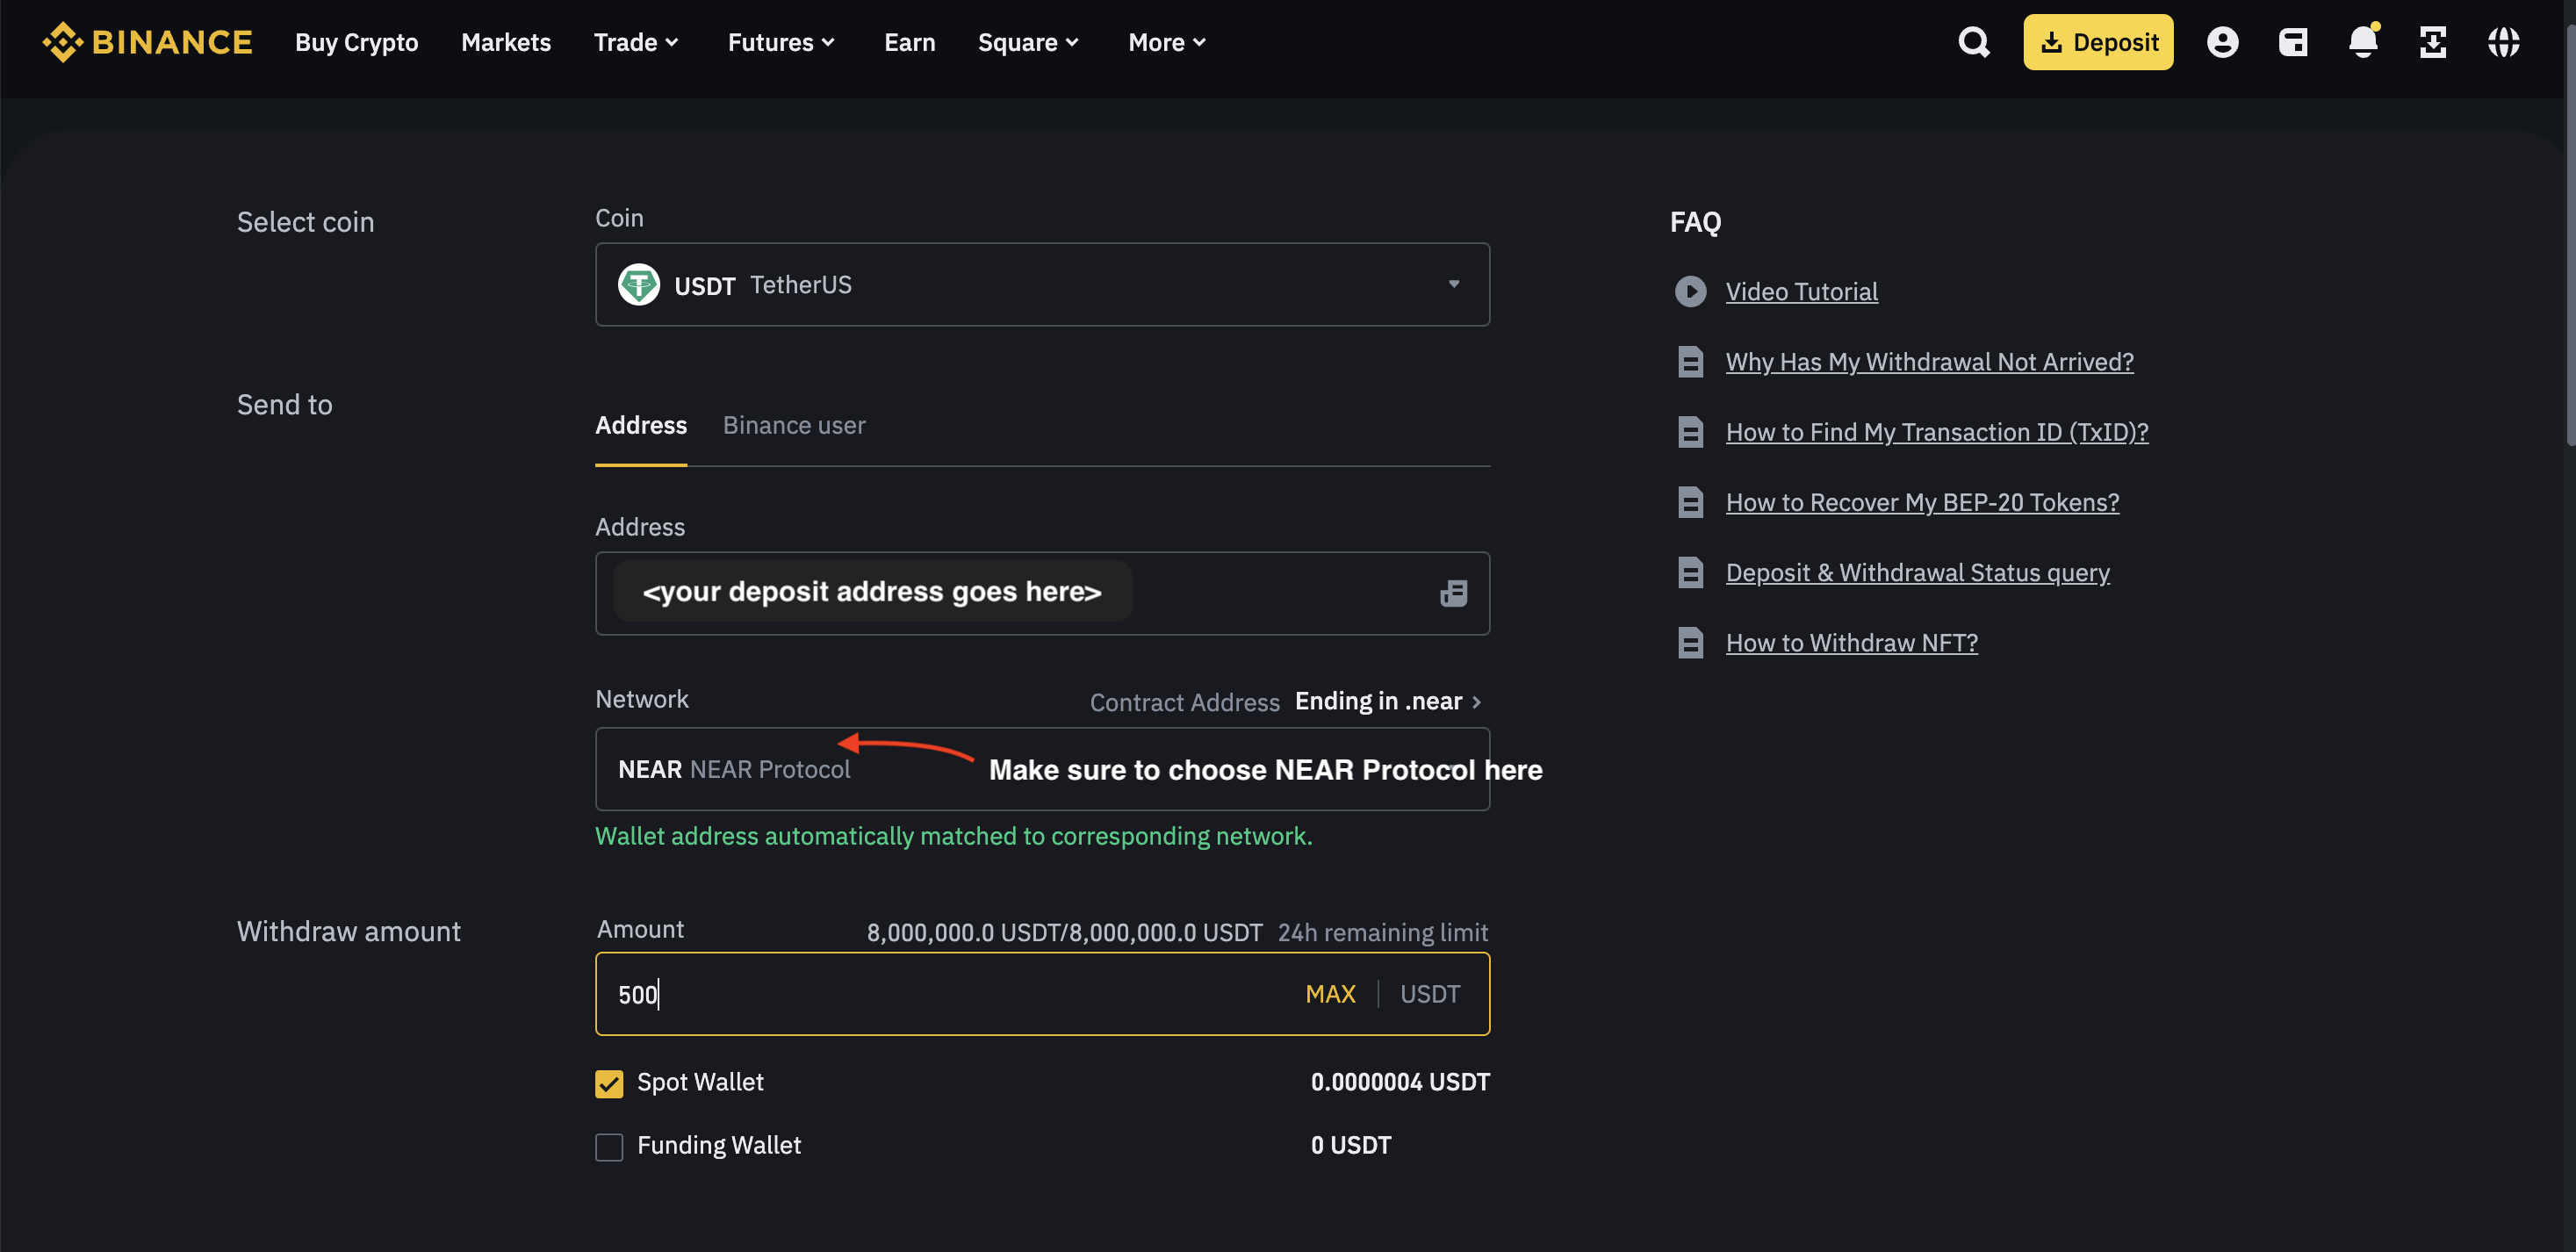 BINANCE Buy Crypto Markets Trade Futures Earn Square More Deposit
Select coin
Coin
USDT TetherUS
Send to
Address Binance user
Address
<your deposit address goes here>
Network Contract Address Ending in .near
NEAR NEAR Protocol
Make sure to choose NEAR Protocol here
Wallet address automatically matched to corresponding network.
Withdraw amount
Amount 8,000,000.0 USDT/8,000,000.0 USDT 24h remaining limit
500 MAX USDT
Spot Wallet 0.0000004 USDT
Funding Wallet 0 USDT
FAQ
Video Tutorial
Why Has My Withdrawal Not Arrived?
How to Find My Transaction ID (TxID)?
How to Recover My BEP-20 Tokens?
Deposit & Withdrawal Status query
How to Withdraw NFT?